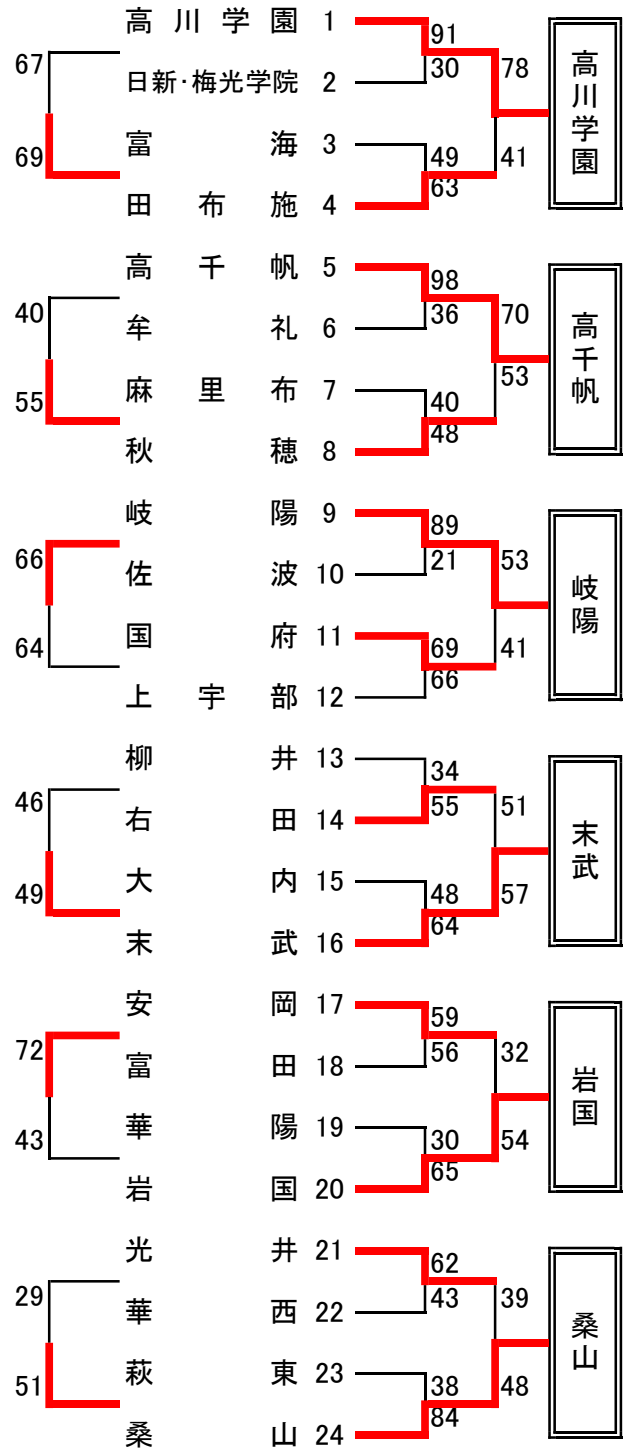 高川学園 1
91
67
30
78
日新・梅光学院 2
高川学園
富海 3
69
49
41
63
田布施 4
高千帆 5
98
40
36
70
牟礼 6
高千帆
麻里布 7
55
40
53
48
秋穂 8
岐陽 9
89
66
21
53
佐波 10
岐陽
国府 11
64
69
41
66
上宇部 12
柳井 13
34
46
55
51
右田 14
末武
大内 15
49
48
57
64
末武 16
安岡 17
59
72
56
32
富田 18
岩国
華陽 19
43
30
54
65
岩国 20
光井 21
62
29
43
39
華西 22
桑山
萩東 23
51
38
48
84
桑山 24